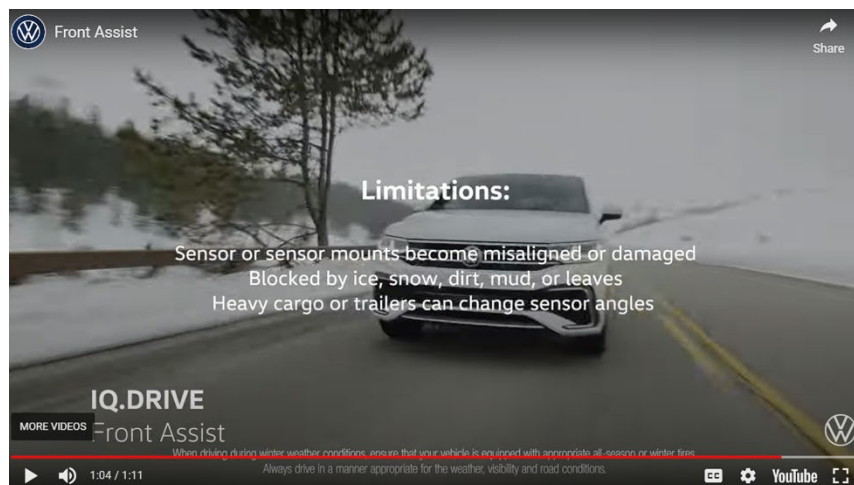 Front Assist
Share
Limitations:
Sensor or sensor mounts become misaligned or damaged
Blocked by ice, snow, dirt, mud, or leaves
Heavy cargo or trailers can change sensor angles
IQ.DRIVE
MORE VIDEOS
Front Assist
When driving during winter weather conditions, ensure that your vehicle is equipped with appropriate all-season or winter tires.
Always drive in a manner appropriate for the weather, visibility and road conditions.
1:04 / 1:11
CC
YouTube